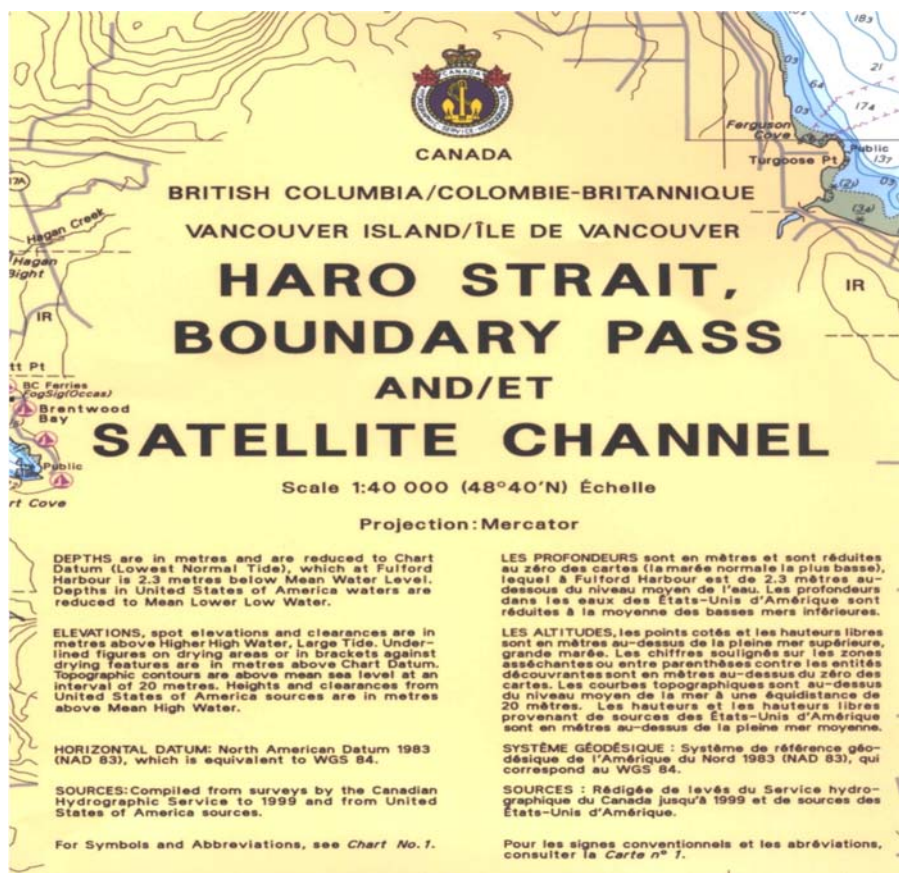 CANADA
CANADA
BRITISH COLUMBIA/COLOMBIE-BRITANNIQUE
VANCOUVER ISLAND/ÎLE DE VANCOUVER
HARO STRAIT,
BOUNDARY PASS
AND/ET
SATELLITE CHANNEL
Scale 1:40 000 (48°40'N) Échelle
Projection: Mercator
DEPTHS are in metres and are reduced to Chart
Datum (Lowest Normal Tide), which at Fulford
Harbour is 2.3 metres below Mean Water Level.
Depths in United States of America waters are
reduced to Mean Lower Low Water.
ELEVATIONS, spot elevations and clearances are in
metres above Higher High Water, Large Tide. Under-
lined figures on drying areas or in brackets against
drying features are in metres above Chart Datum.
Topographic contours are above mean sea level at an
interval of 20 metres. Heights and clearances from
United States of America sources are in metres
above Mean High Water.
HORIZONTAL DATUM: North American Datum 1983
(NAD 83), which is equivalent to WGS 84.
SOURCES: Compiled from surveys by the Canadian
Hydrographic Service to 1999 and from United
States of America sources.
For Symbols and Abbreviations, see Chart No. 1.
LES PROFONDEURS sont en mètres et sont réduites
au zéro des cartes (la marée normale la plus basse),
lequel à Fulford Harbour est de 2.3 mètres au-
dessous du niveau moyen de l'eau. Les profondeurs
dans les eaux des États-Unis d'Amérique sont
réduites à la moyenne des basses mers inférieures.
LES ALTITUDES, les points cotés et les hauteurs libres
sont en mètres au-dessus de la pleine mer supérieure,
grande marée. Les chiffres soulignés sur les zones
asséchantes ou entre parenthèses contre les entités
découvrantes sont en mètres au-dessus du zéro des
cartes. Les courbes topographiques sont au-dessus
du niveau moyen de la mer à une équidistance de
20 mètres. Les hauteurs et les hauteurs libres
provenant de sources des États-Unis d'Amérique
sont en mètres au-dessus de la pleine mer moyenne.
SYSTÈME GÉODÉSIQUE : Système de référence géo-
désique de l'Amérique du Nord 1983 (NAD 83), qui
correspond au WGS 84.
SOURCES : Rédigée de levés du Service hydro-
graphique du Canada jusqu'à 1999 et de sources des
États-Unis d'Amérique.
Pour les signes conventionnels et les abréviations,
consulter la Carte n° 1.
17A
Hagan Creek
Hagan
Bight
IR
tt Pt
BC Ferries
FogSig(Occas)
Brentwood
Bay
Public
rt Cove
183
21
03
64
174
03
Ferguson
Cove
Public
Turgoose Pt
137
03
IR